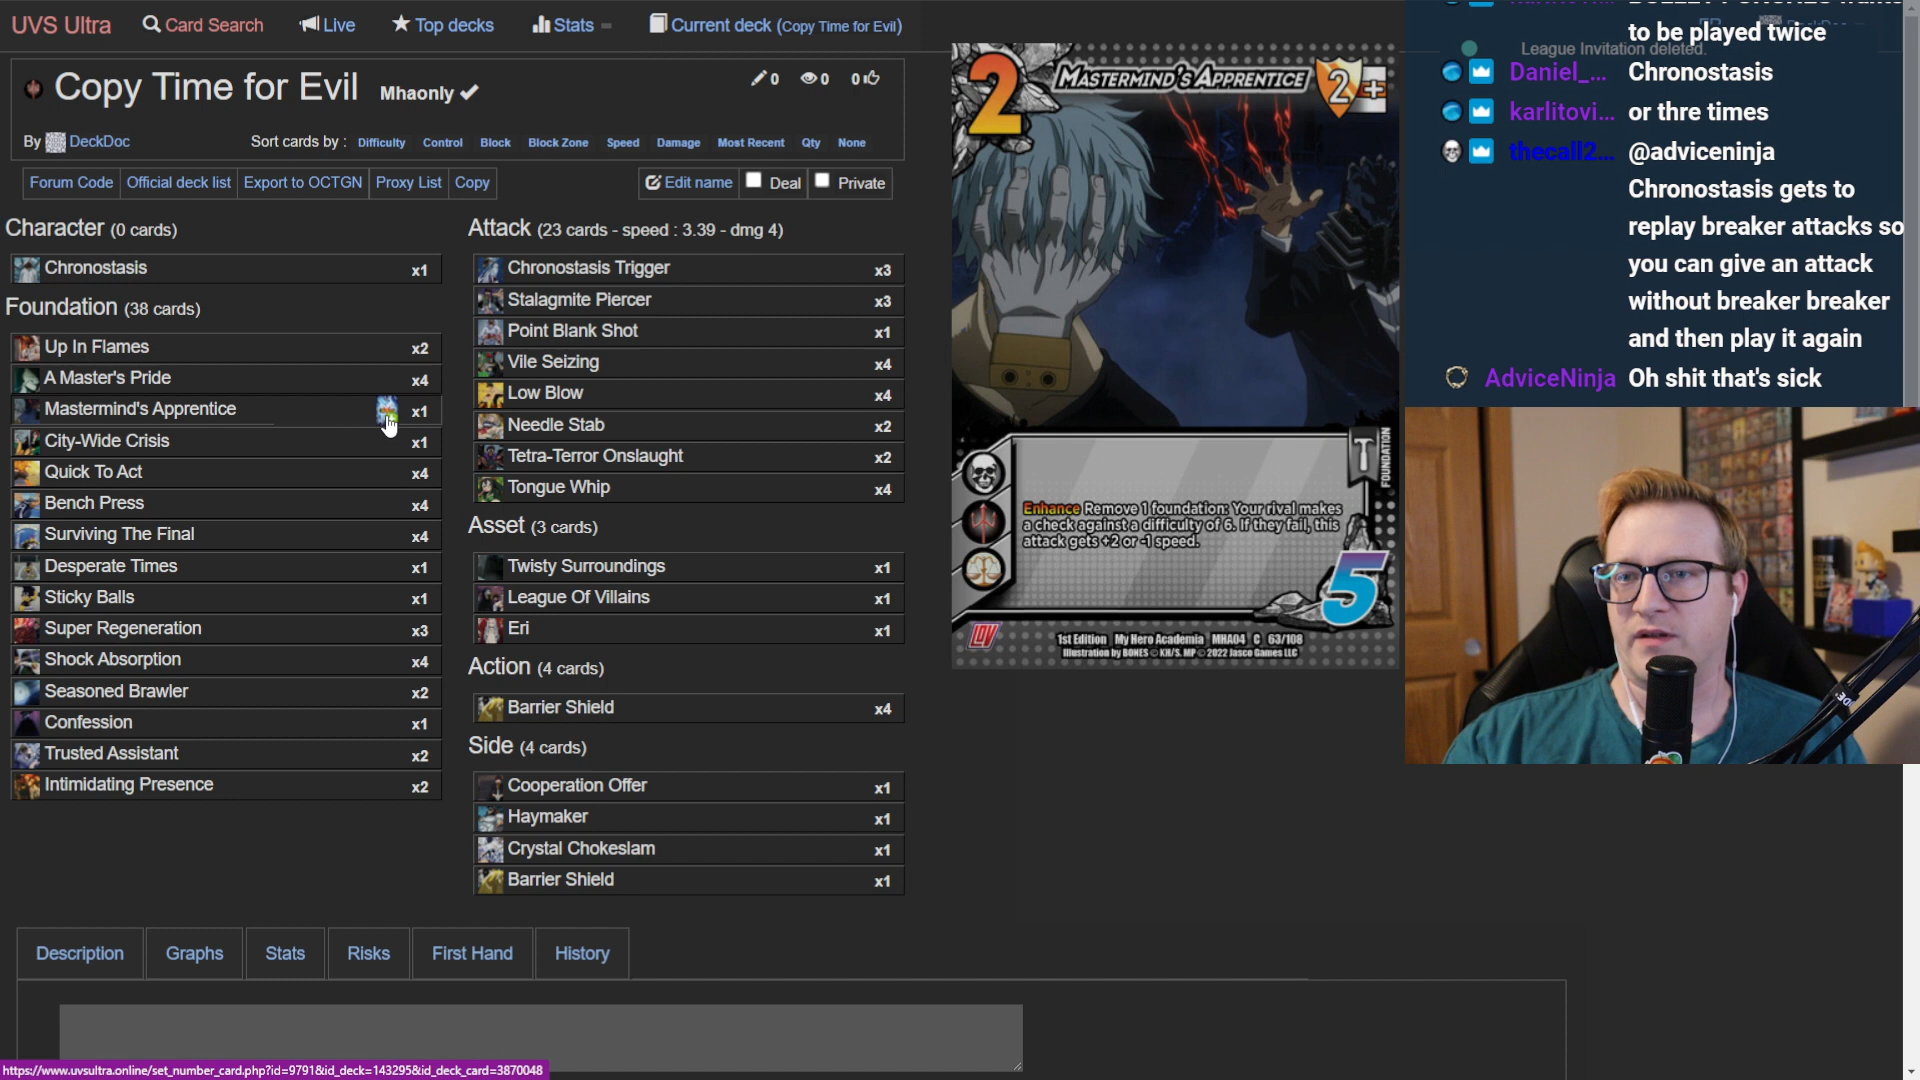 UVS Ultra
Card Search
Live
Top decks
Stats
Current deck (Copy Time for Evil)
Copy Time for Evil Mhaonly
0 0 0
By DeckDoc
Sort cards by : Difficulty Control Block Block Zone Speed Damage Most Recent Qty None
Forum Code Official deck list Export to OCTGN Proxy List Copy
Edit name Deal Private
Character (0 cards)
Chronostasis x1
Foundation (38 cards)
Up In Flames x2
A Master's Pride x4
Mastermind's Apprentice x1
City-Wide Crisis x1
Quick To Act x4
Bench Press x4
Surviving The Final x4
Desperate Times x1
Sticky Balls x1
Super Regeneration x3
Shock Absorption x4
Seasoned Brawler x2
Confession x1
Trusted Assistant x2
Intimidating Presence x2
Attack (23 cards - speed : 3.39 - dmg 4)
Chronostasis Trigger x3
Stalagmite Piercer x3
Point Blank Shot x1
Vile Seizing x4
Low Blow x4
Needle Stab x2
Tetra-Terror Onslaught x2
Tongue Whip x4
Asset (3 cards)
Twisty Surroundings x1
League Of Villains x1
Eri x1
Action (4 cards)
Barrier Shield x4
Side (4 cards)
Cooperation Offer x1
Haymaker x1
Crystal Chokeslam x1
Barrier Shield x1
2 Mastermind's Apprentice 2+
FOUNDATION
Enhance Remove 1 foundation: Your rival makes
a check against a difficulty of 6. If they fail, this
attack gets +2 or -1 speed.
5
LOV
1st Edition My Hero Academia MHA04 C 63/108
Illustration by BONES © KH/S. MP © 2022 Jasco Games LLC
to be played twice
League Invitation deleted.
Daniel_... Chronostasis
karlitovi... or thre times
thecall2... @adviceninja
Chronostasis gets to
replay breaker attacks so
you can give an attack
without breaker breaker
and then play it again
AdviceNinja Oh shit that's sick
Description Graphs Stats Risks First Hand History
https://www.uvsultra.online/set_number_card.php?id=9791&id_deck=143295&id_deck_card=3870048